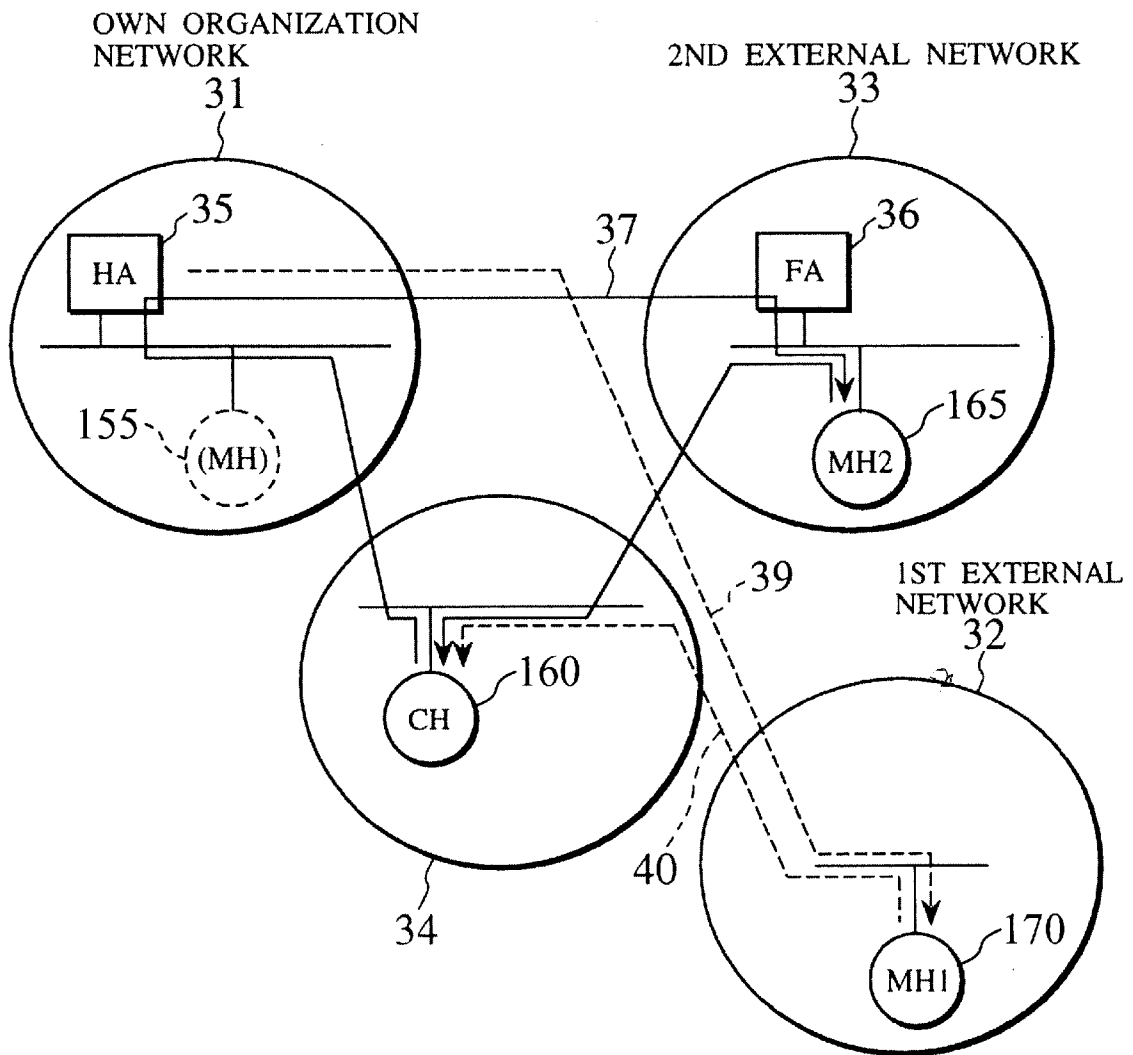 OWN ORGANIZATION
NETWORK
31
2ND EXTERNAL NETWORK
33
35
HA
37
36
FA
155
(MH)
165
MH2
39
1ST EXTERNAL
NETWORK
32
160
CH
40
34
170
MH1